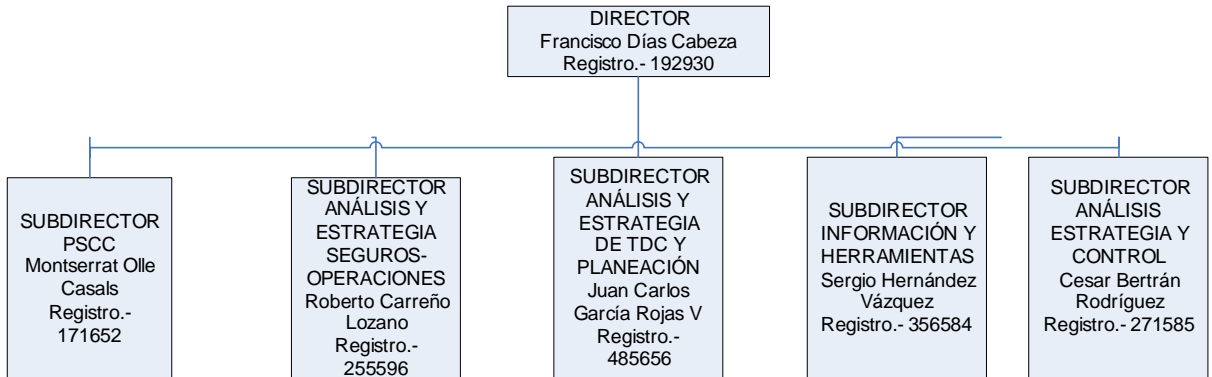 DIRECTOR
Francisco Días Cabeza
Registro.- 192930
SUBDIRECTOR
PSCC
Montserrat Olle
Casals
Registro.-
171652
SUBDIRECTOR
ANÁLISIS Y
ESTRATEGIA
SEGUROS-
OPERACIONES
Roberto Carreño
Lozano
Registro.-
255596
SUBDIRECTOR
ANÁLISIS Y
ESTRATEGIA
DE TDC Y
PLANEACIÓN
Juan Carlos
García Rojas V
Registro.-
485656
SUBDIRECTOR
INFORMACIÓN Y
HERRAMIENTAS
Sergio Hernández
Vázquez
Registro.- 356584
SUBDIRECTOR
ANÁLISIS
ESTRATEGIA Y
CONTROL
Cesar Bertrán
Rodríguez
Registro.- 271585